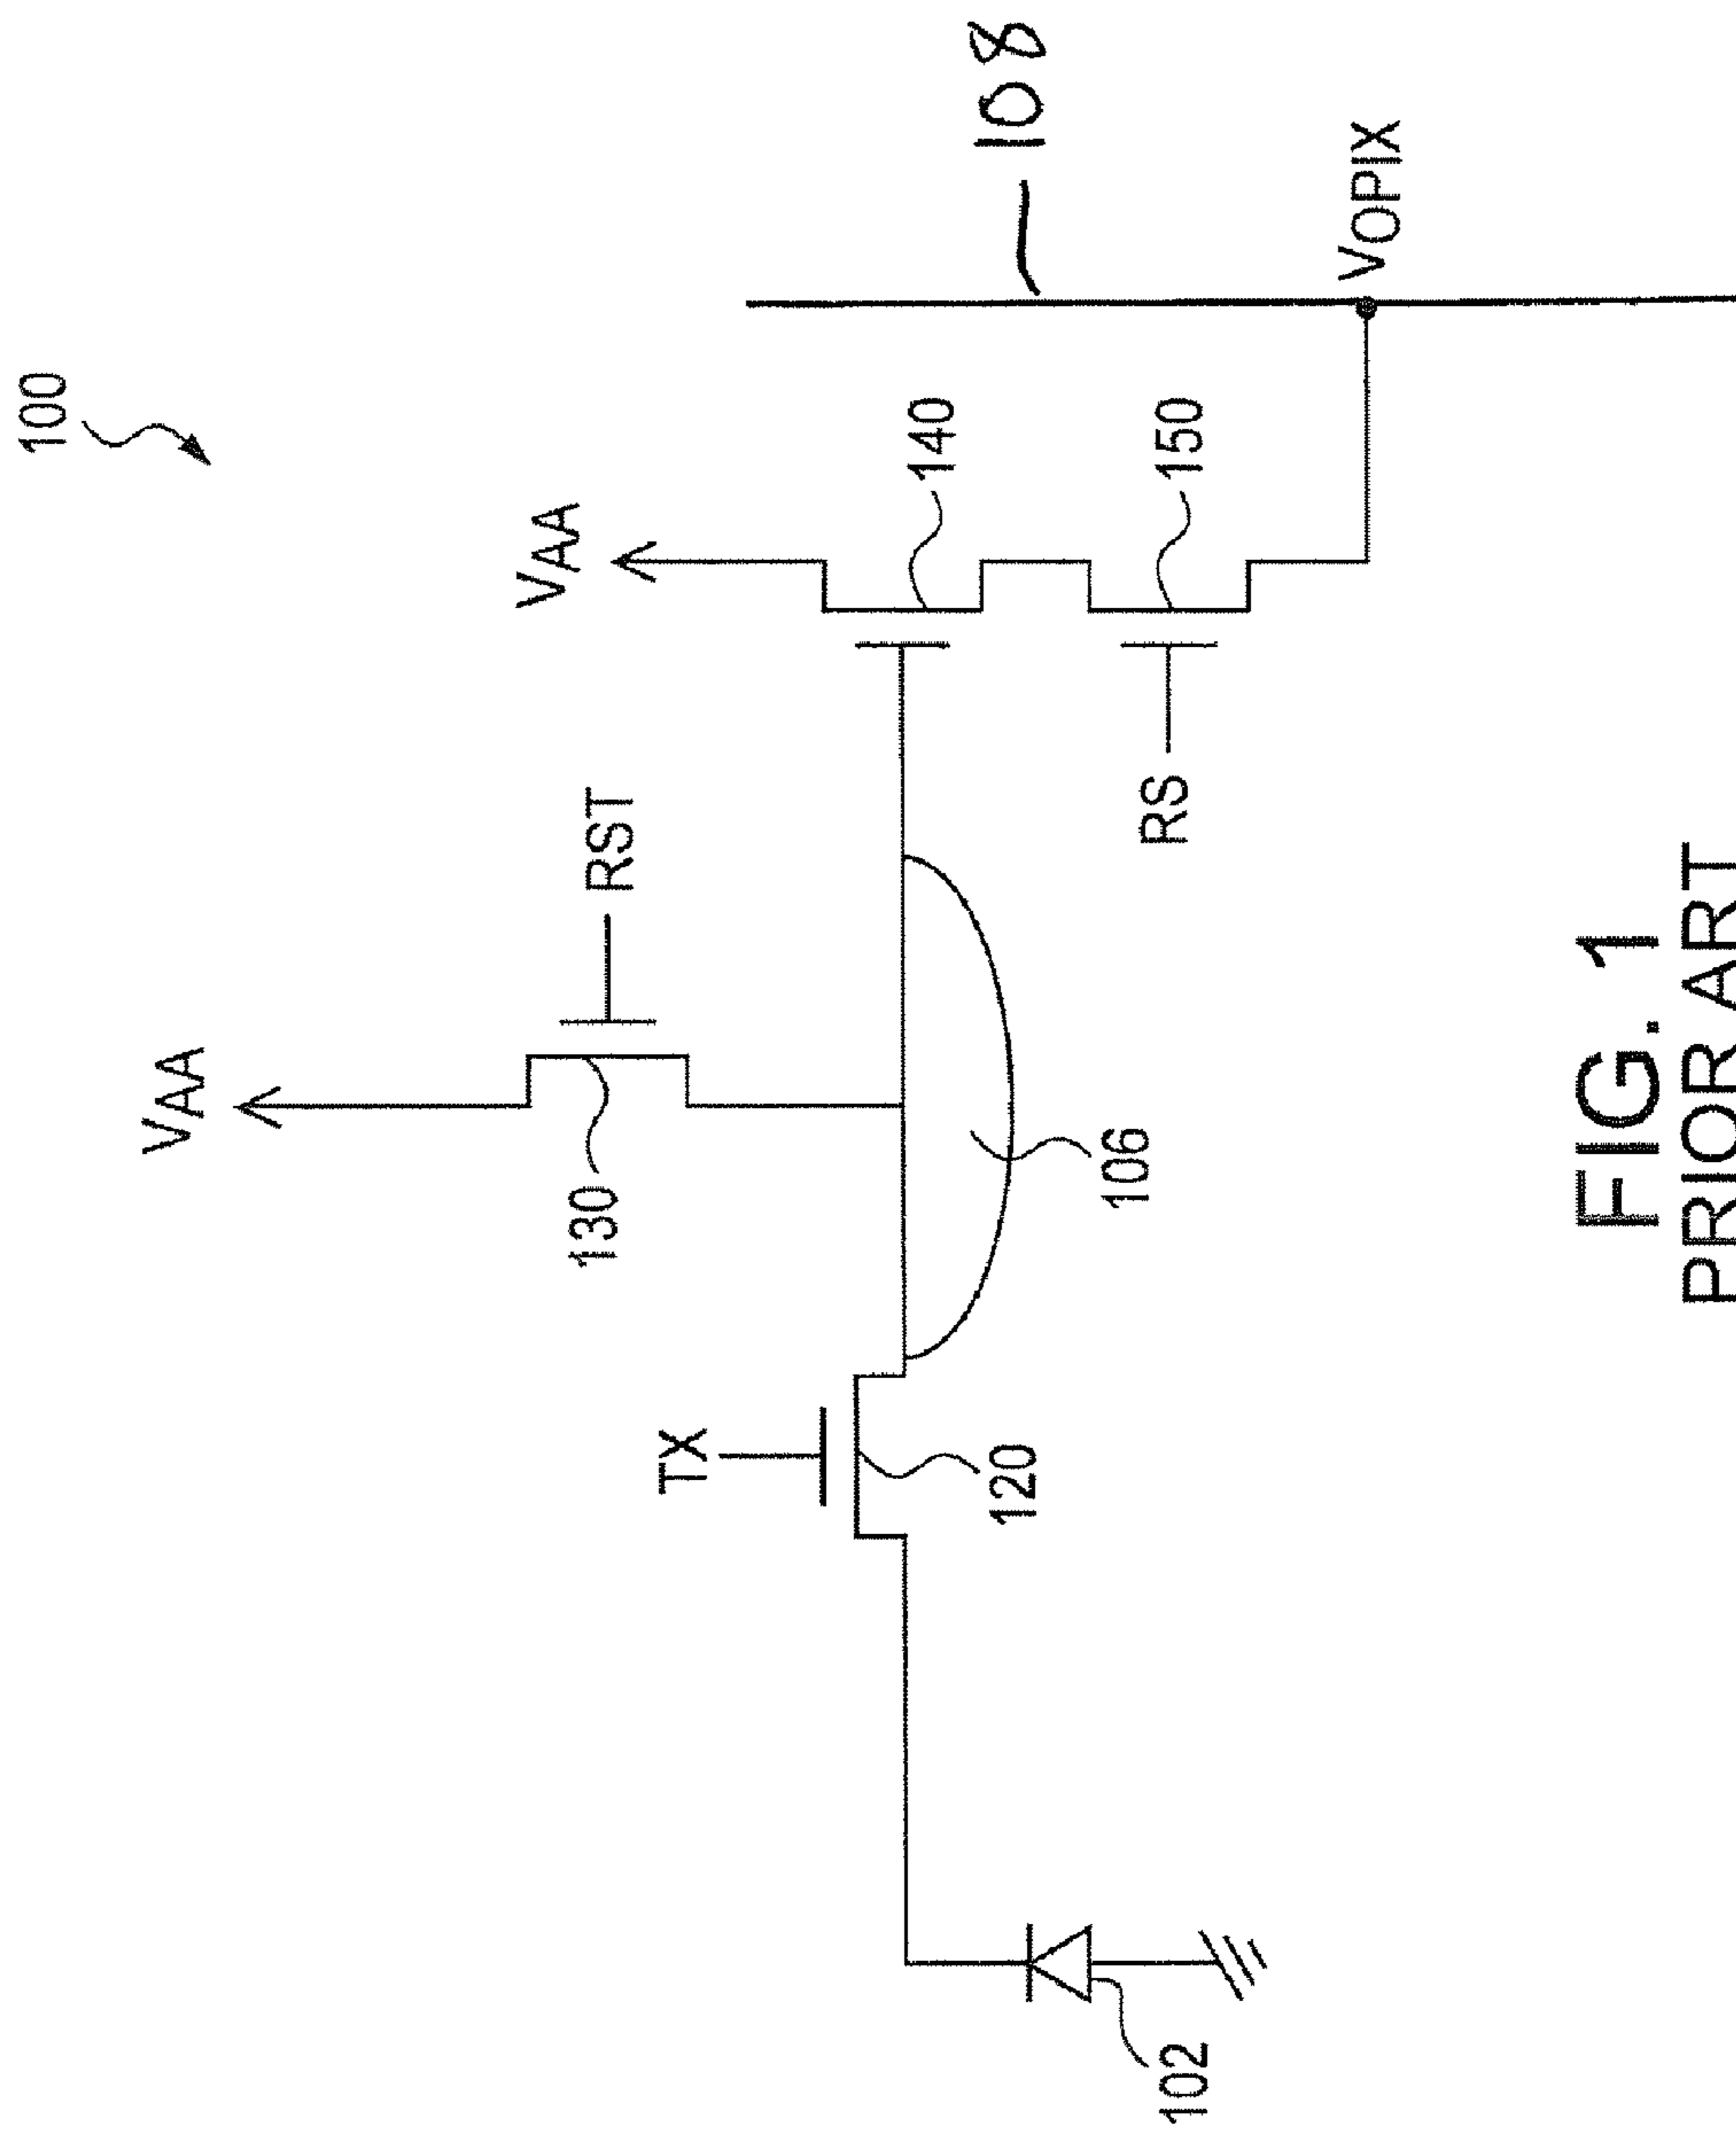 100
VAA
VAA
RST
130
TX
140
108
120
106
RS
150
VOPIX
102
FIG. 1
PRIOR ART